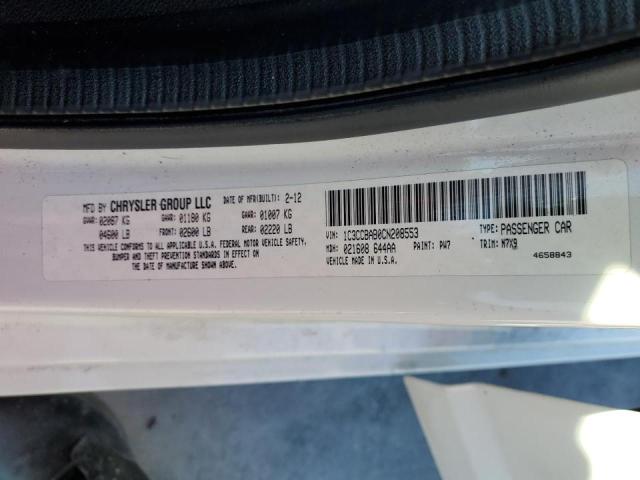 MFD BY CHRYSLER GROUP LLC DATE OF MFR(BUILT): 2-12
GVWR: 02087 KG GAWR: 01180 KG GAWR: 01007 KG
04600 LB FRONT: 02600 LB REAR: 02220 LB
THIS VEHICLE CONFORMS TO ALL APPLICABLE U.S.A. FEDERAL MOTOR VEHICLE SAFETY,
BUMPER AND THEFT PREVENTION STANDARDS IN EFFECT ON THE
DATE OF MANUFACTURE SHOWN ABOVE.
VIN: 1C3CCBAB0CN208553 TYPE: PASSENGER CAR
MDH: 021608 644AA PAINT: PW7 TRIM: N7X9
VEHICLE MADE IN U.S.A. 4658843